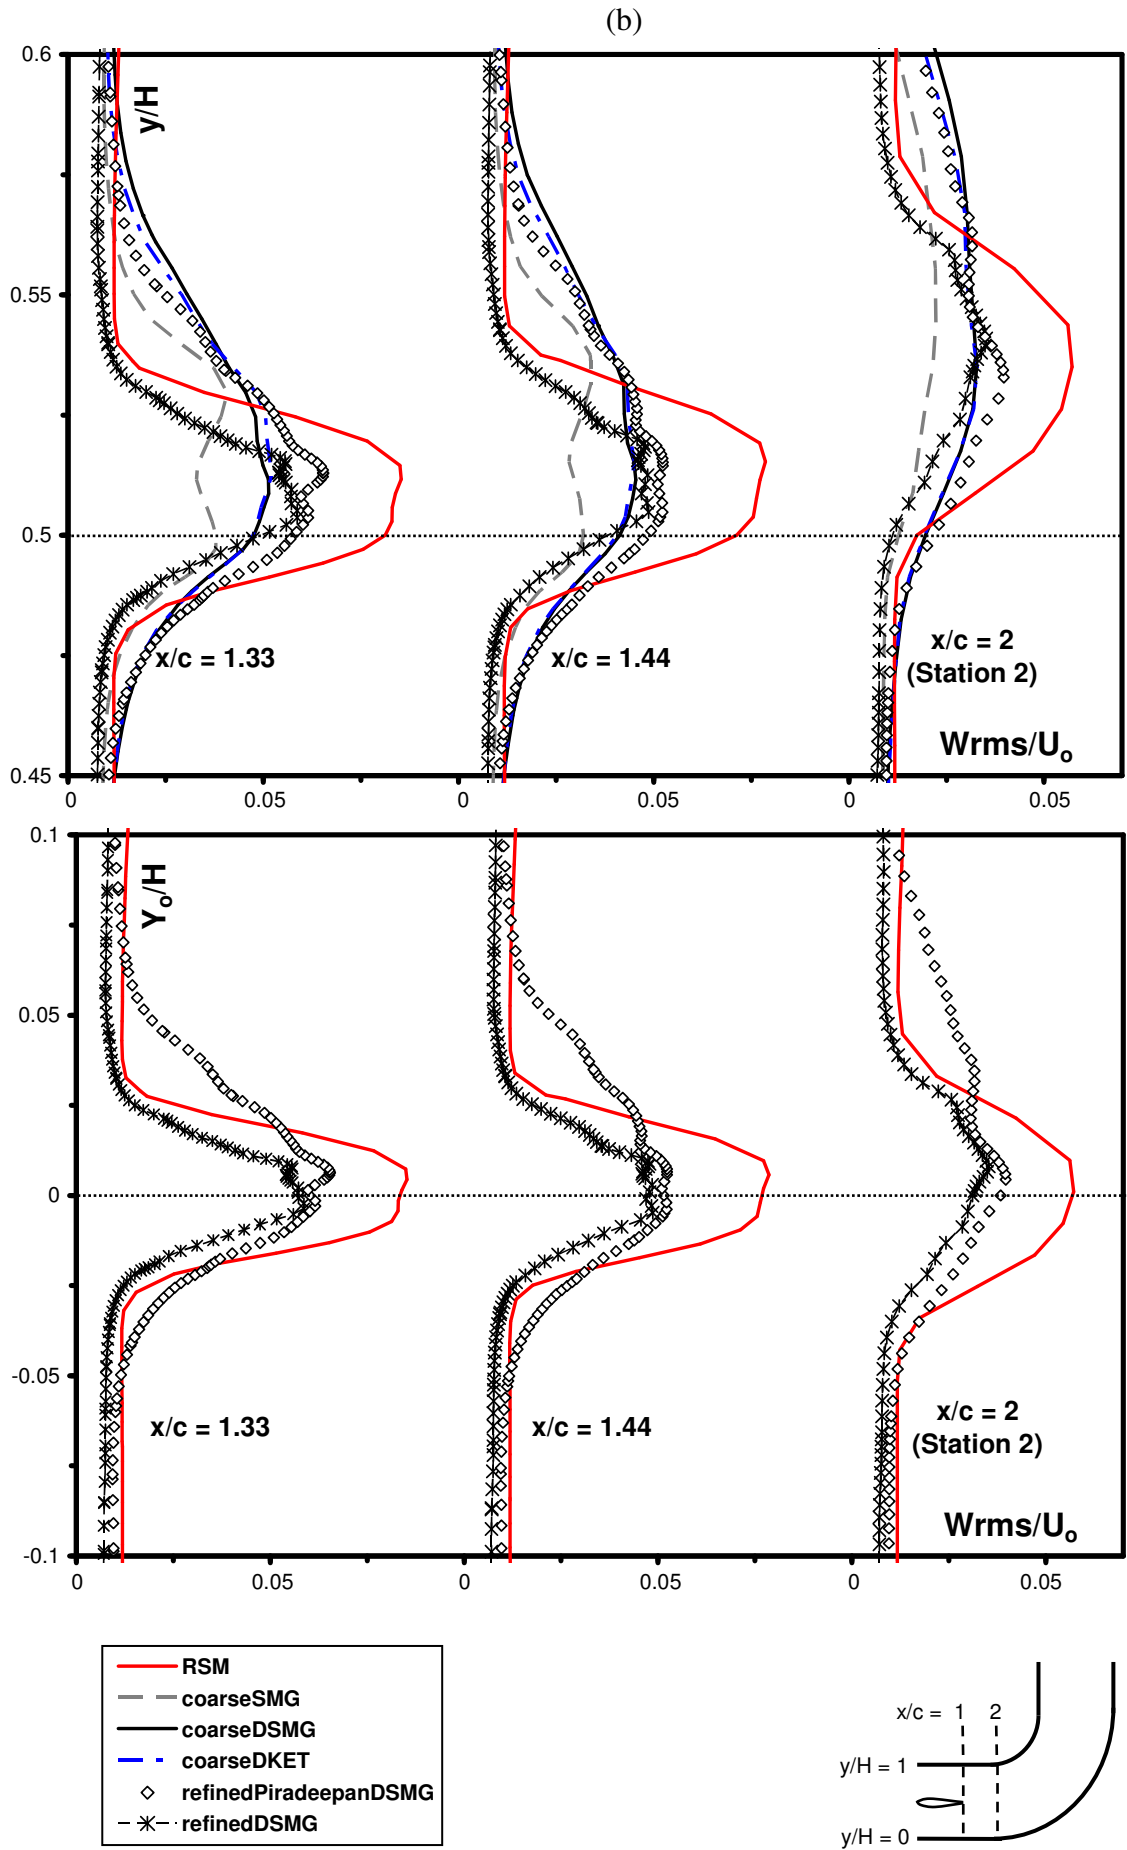 (b)
0.6
y/H
0.55
0.5
x/c = 1.33
x/c = 1.44
x/c = 2
(Station 2)
Wrms/Uo
0.45
0
0.05
0
0.05
0
0.05
0.1
Yo/H
0.05
0
-0.05
x/c = 1.33
x/c = 1.44
x/c = 2
(Station 2)
Wrms/Uo
-0.1
0
0.05
0
0.05
0
0.05
RSM
coarseSMG
coarseDSMG
coarseDKET
refinedPiradeepanDSMG
refinedDSMG
x/c = 1 2
y/H = 1
y/H = 0